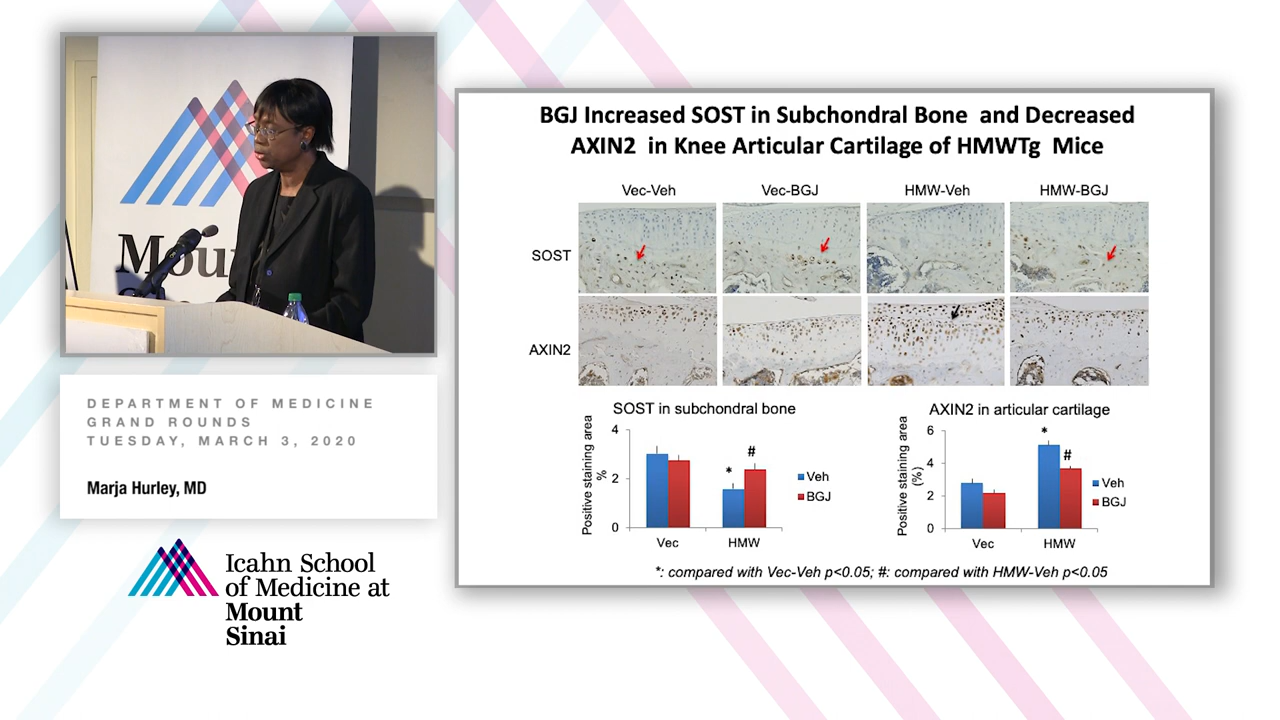 Mou
DEPARTMENT OF MEDICINE
GRAND ROUNDS
TUESDAY, MARCH 3, 2020
Marja Hurley, MD
Icahn School
of Medicine at
Mount
Sinai
BGJ Increased SOST in Subchondral Bone and Decreased
AXIN2 in Knee Articular Cartilage of HMWTg Mice
Vec-Veh Vec-BGJ HMW-Veh HMW-BGJ
SOST
AXIN2
SOST in subchondral bone
Positive staining area
%
4
2
0
* #
Vec HMW
Veh
BGJ
AXIN2 in articular cartilage
Positive staining area
(%)
6
4
2
0
* #
Vec HMW
Veh
BGJ
*: compared with Vec-Veh p<0.05; #: compared with HMW-Veh p<0.05